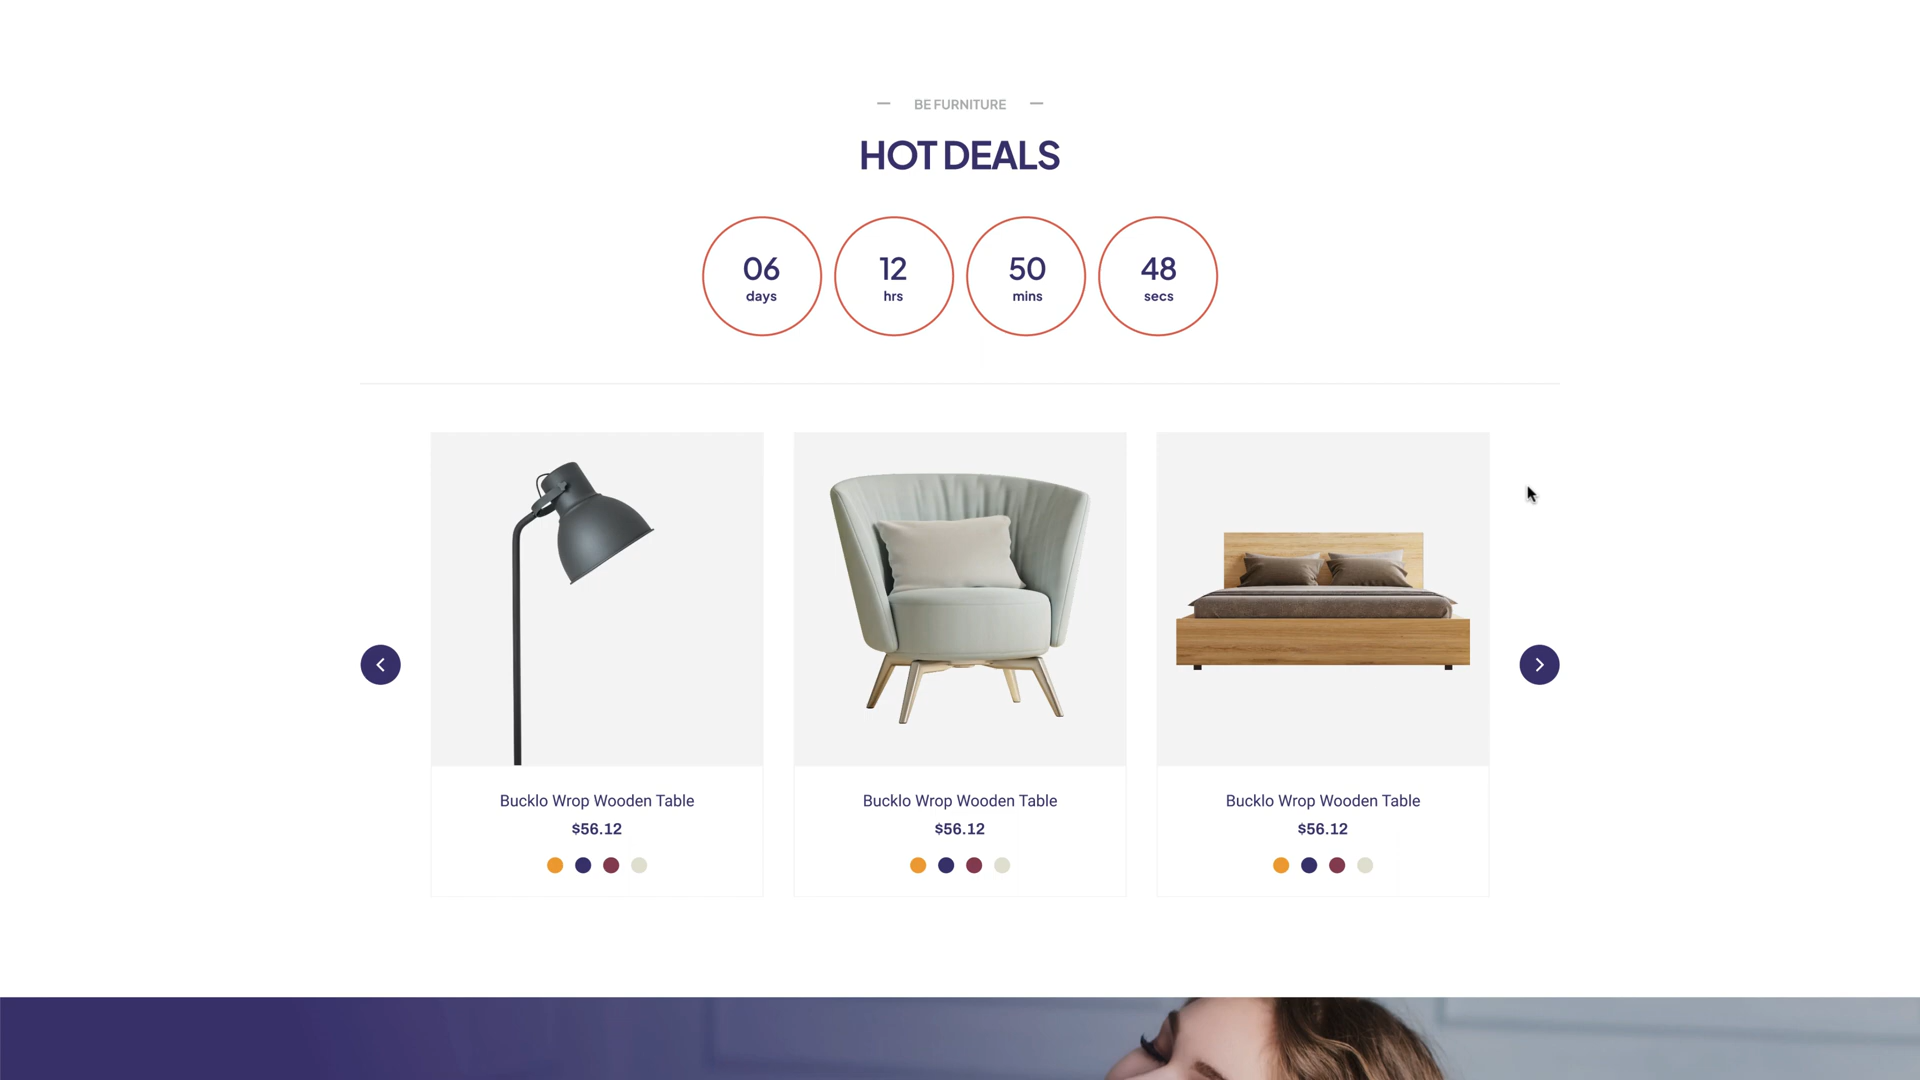 BE FURNITURE
HOT DEALS
06 12 50 48
days hrs mins secs
Bucklo Wrop Wooden Table
$56.12
Bucklo Wrop Wooden Table
$56.12
Bucklo Wrop Wooden Table
$56.12